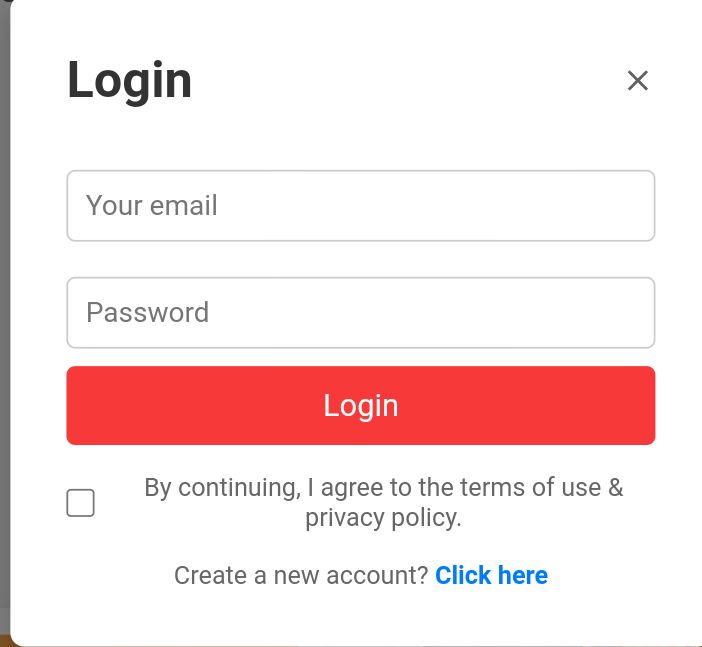 Login
Your email
Password
Login
By continuing, I agree to the terms of use &
privacy policy.
Create a new account? Click here